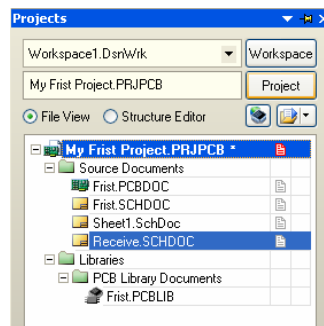 Projects
Workspace1.DsnWrk Workspace
My Frist Project.PRJPCB Project
File View Structure Editor
My Frist Project.PRJPCB *
Source Documents
Frist.PCBDOC
Frist.SCHDOC
Sheet1.SchDoc
Receive.SCHDOC
Libraries
PCB Library Documents
Frist.PCBLIB